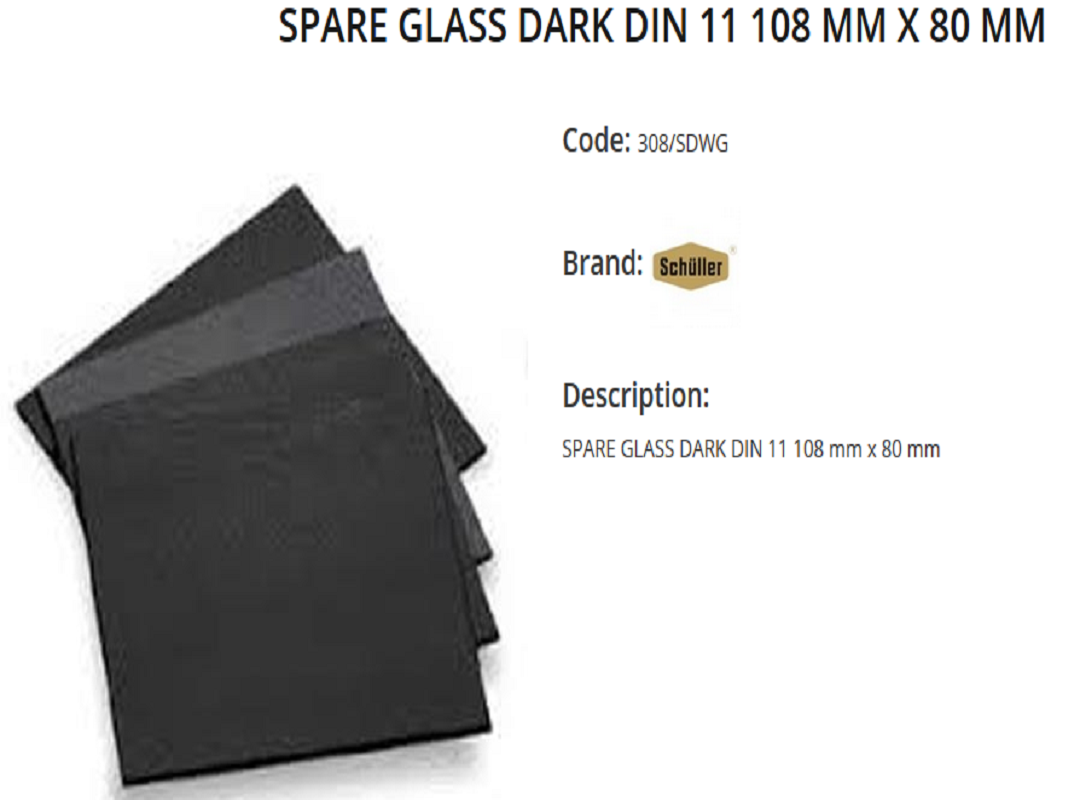 SPARE GLASS DARK DIN 11 108 MM X 80 MM
Code: 308/SDWG
Brand: Schüller®
Description:
SPARE GLASS DARK DIN 11 108 mm x 80 mm